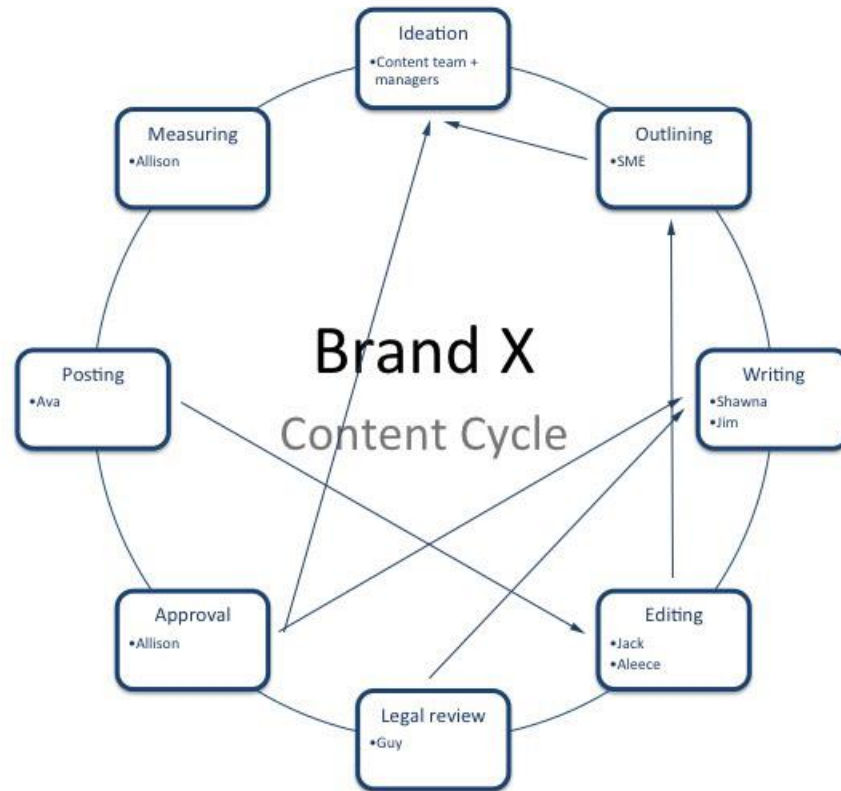 Ideation
•Content team +
managers
Outlining
•SME
Writing
•Shawna
•Jim
Editing
•Jack
•Aleece
Legal review
•Guy
Approval
•Allison
Posting
•Ava
Measuring
•Allison
Brand X
Content Cycle